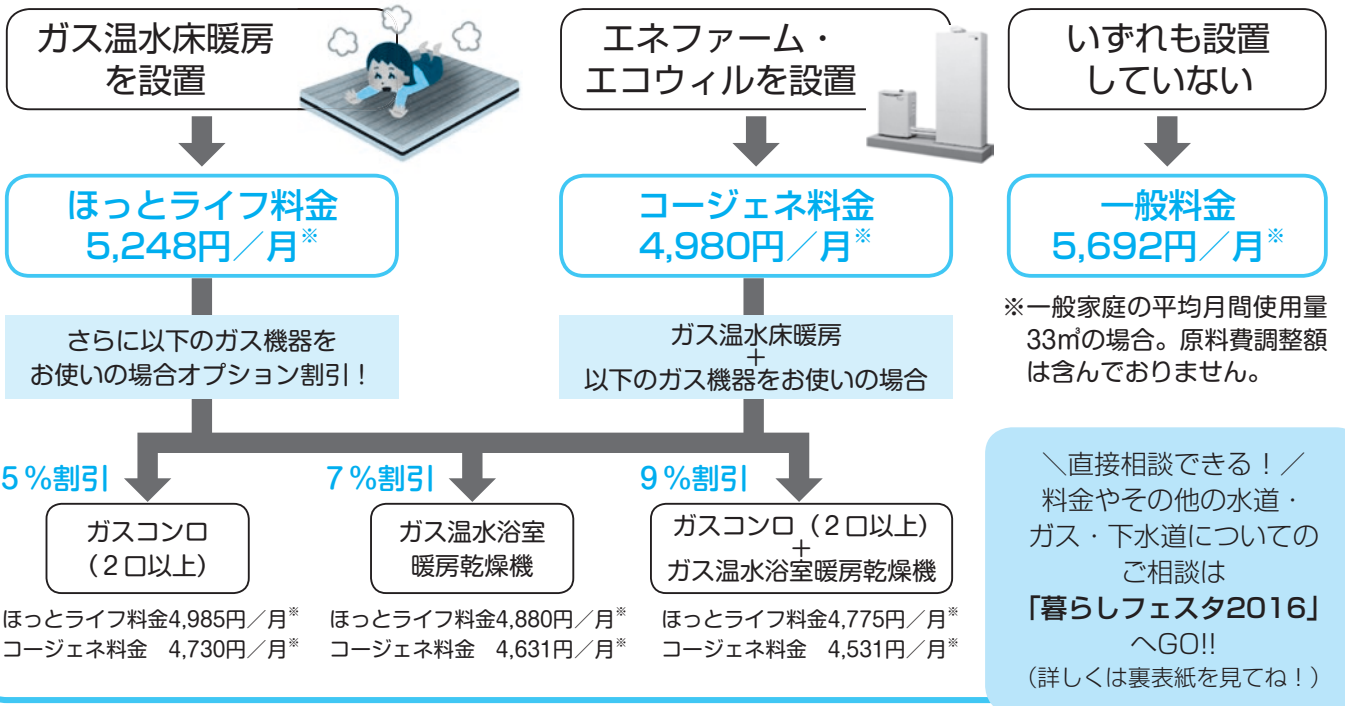 ガス温水床暖房
を設置
エネファーム・
エコウィルを設置
いずれも設置
していない
ほっとライフ料金
5,248円／月※
コージェネ料金
4,980円／月※
一般料金
5,692円／月※
※一般家庭の平均月間使用量
33㎥の場合。原料費調整額
は含んでおりません。
さらに以下のガス機器を
お使いの場合オプション割引！
ガス温水床暖房
＋
以下のガス機器をお使いの場合
5％割引
ガスコンロ
（２口以上）
ほっとライフ料金4,985円／月※
コージェネ料金　4,730円／月※
7％割引
ガス温水浴室
暖房乾燥機
ほっとライフ料金4,880円／月※
コージェネ料金　4,631円／月※
9％割引
ガスコンロ（２口以上）
＋
ガス温水浴室暖房乾燥機
ほっとライフ料金4,775円／月※
コージェネ料金　4,531円／月※
＼直接相談できる！／
料金やその他の水道・
ガス・下水道についての
ご相談は
「暮らしフェスタ2016」
へGO!!
（詳しくは裏表紙を見てね！）